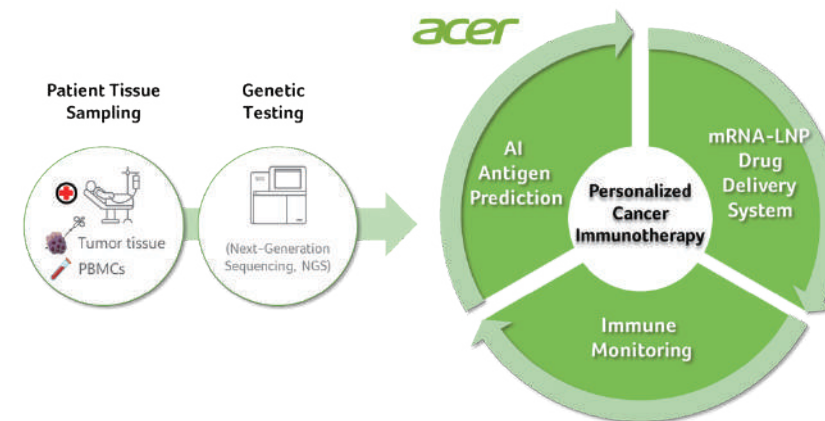 acer
Patient Tissue
Sampling
Genetic
Testing
Tumor tissue
PBMCs
(Next-Generation
Sequencing, NGS)
AI
Antigen
Prediction
mRNA-LNP
Drug
Delivery
System
Personalized
Cancer
Immunotherapy
Immune
Monitoring